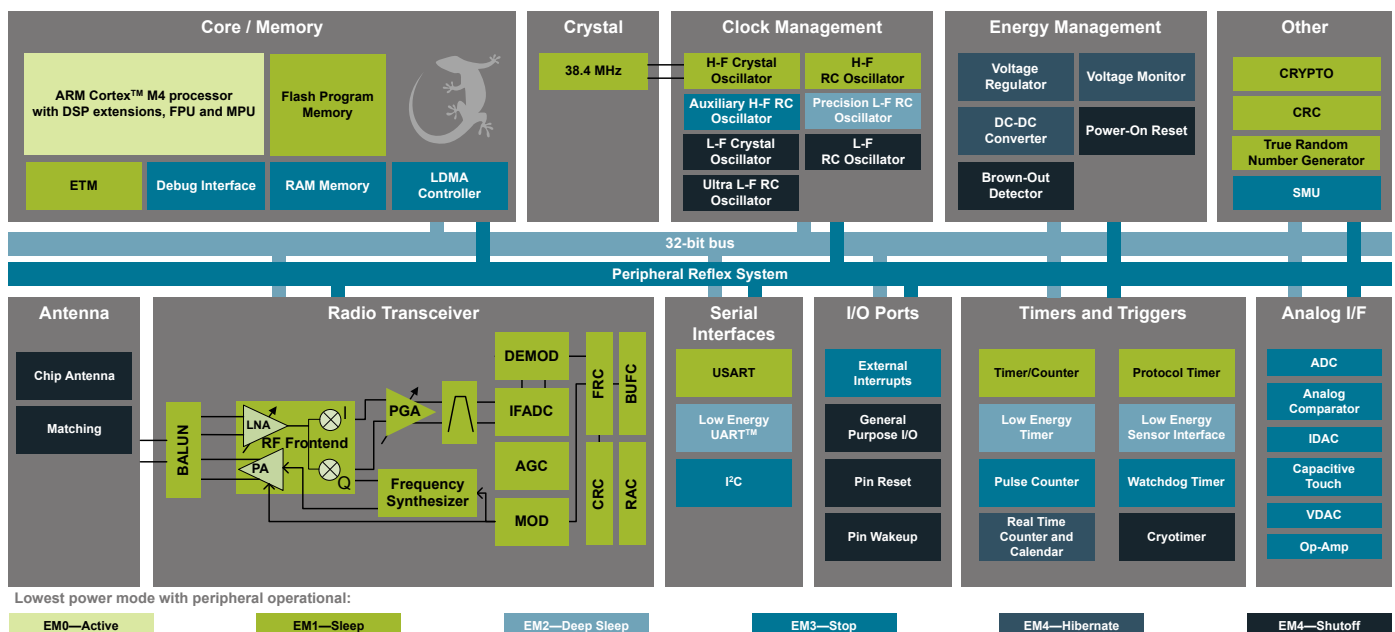 Core / Memory
ARM Cortex™ M4 processor
with DSP extensions, FPU and MPU
Flash Program
Memory
ETM
Debug Interface
RAM Memory
LDMA
Controller
Crystal
38.4 MHz
Clock Management
H-F Crystal
Oscillator
H-F
RC Oscillator
Auxiliary H-F RC
Oscillator
Precision L-F RC
Oscillator
L-F Crystal
Oscillator
L-F
RC Oscillator
Ultra L-F RC
Oscillator
Energy Management
Voltage
Regulator
Voltage Monitor
DC-DC
Converter
Power-On Reset
Brown-Out
Detector
Other
CRYPTO
CRC
True Random
Number Generator
SMU
32-bit bus
Peripheral Reflex System
Antenna
Chip Antenna
Matching
Radio Transceiver
BALUN
LNA
RF Frontend
PA
I
Q
PGA
Frequency
Synthesizer
DEMOD
IFADC
AGC
MOD
FRC
BUFC
CRC
RAC
Serial
Interfaces
USART
Low Energy
UART™
I²C
I/O Ports
External
Interrupts
General
Purpose I/O
Pin Reset
Pin Wakeup
Timers and Triggers
Timer/Counter
Protocol Timer
Low Energy
Timer
Low Energy
Sensor Interface
Pulse Counter
Watchdog Timer
Real Time
Counter and
Calendar
Cryotimer
Analog I/F
ADC
Analog
Comparator
IDAC
Capacitive
Touch
VDAC
Op-Amp
Lowest power mode with peripheral operational:
EM0—Active
EM1—Sleep
EM2—Deep Sleep
EM3—Stop
EM4—Hibernate
EM4—Shutoff